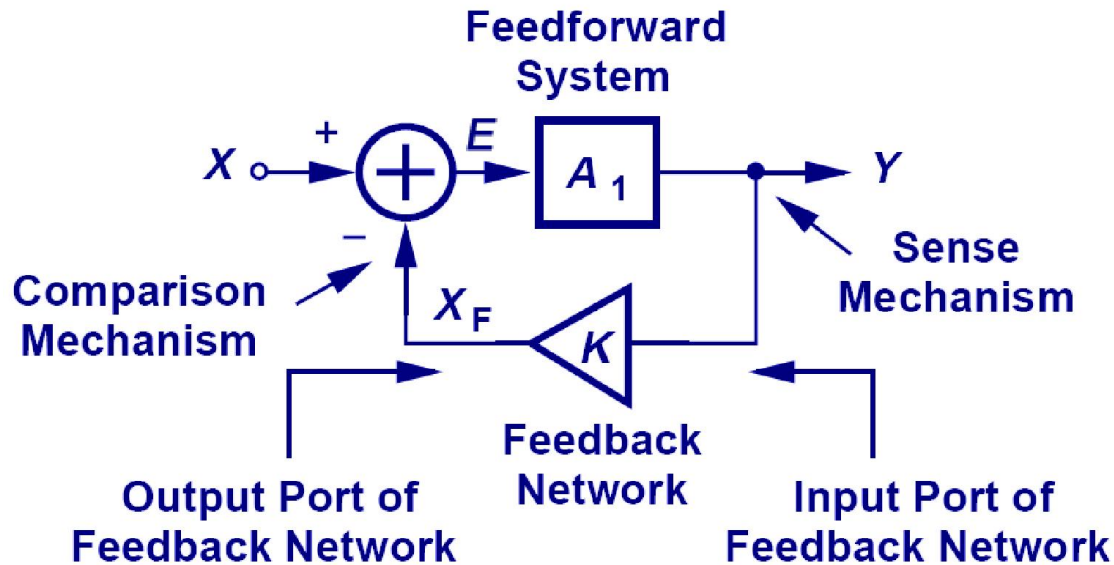 Feedforward
System
+
X
E
A1
Y
−
Comparison
Mechanism
Sense
Mechanism
XF
K
Feedback
Network
Output Port of
Feedback Network
Input Port of
Feedback Network